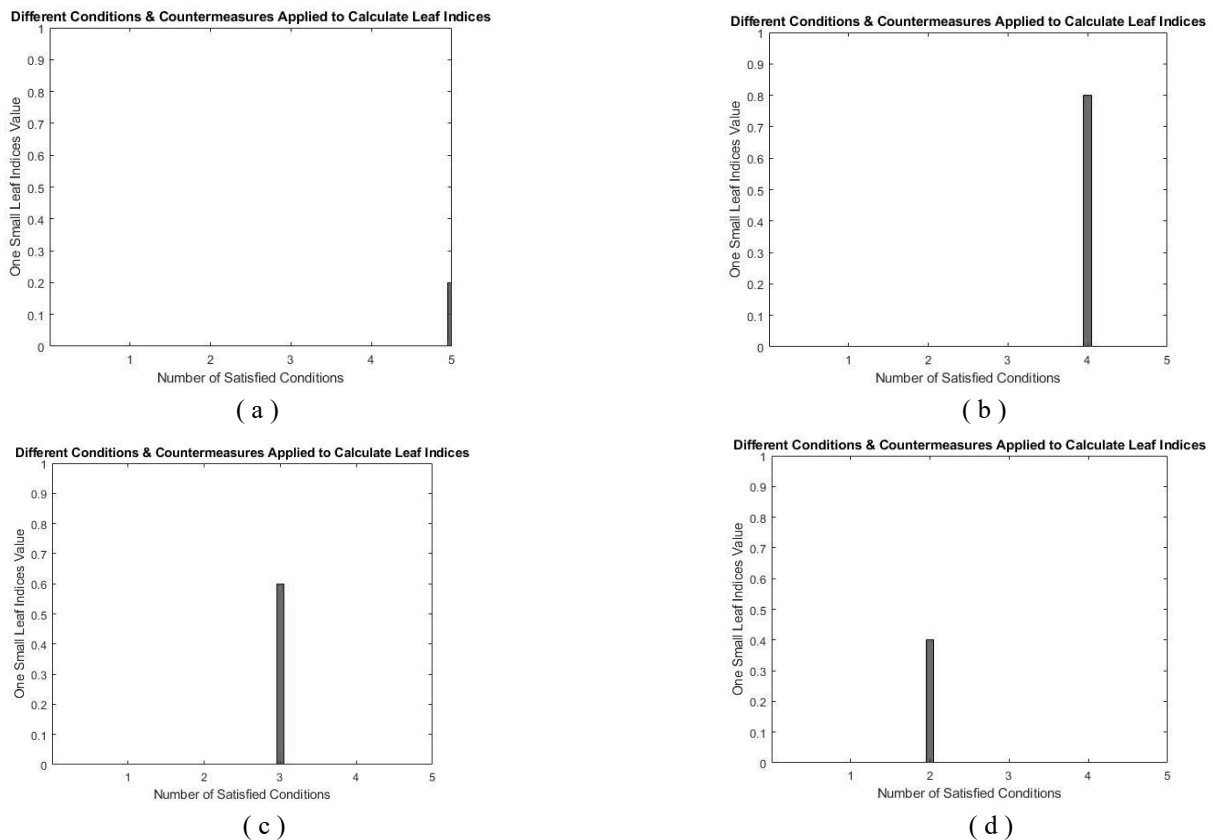 Different Conditions & Countermeasures Applied to Calculate Leaf Indices
1
0.9
0.8
0.7
0.6
0.5
0.4
0.3
0.2
0.1
0
One Small Leaf Indices Value
1 2 3 4 5
Number of Satisfied Conditions
( a )
Different Conditions & Countermeasures Applied to Calculate Leaf Indices
1
0.9
0.8
0.7
0.6
0.5
0.4
0.3
0.2
0.1
0
One Small Leaf Indices Value
1 2 3 4 5
Number of Satisfied Conditions
( b )
Different Conditions & Countermeasures Applied to Calculate Leaf Indices
1
0.9
0.8
0.7
0.6
0.5
0.4
0.3
0.2
0.1
0
One Small Leaf Indices Value
1 2 3 4 5
Number of Satisfied Conditions
( c )
Different Conditions & Countermeasures Applied to Calculate Leaf Indices
1
0.9
0.8
0.7
0.6
0.5
0.4
0.3
0.2
0.1
0
One Small Leaf Indices Value
1 2 3 4 5
Number of Satisfied Conditions
( d )